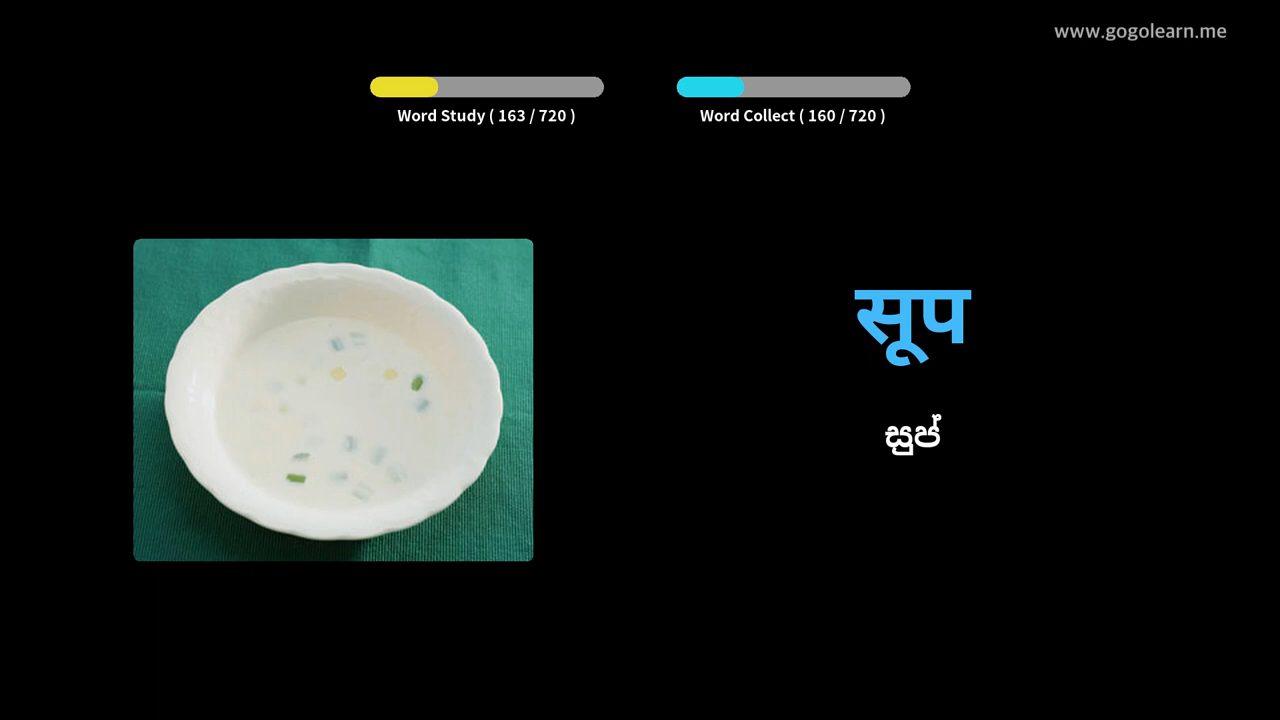 www.gogolearn.me
Word Study ( 163 / 720 )
Word Collect ( 160 / 720 )
सूप
සුප්